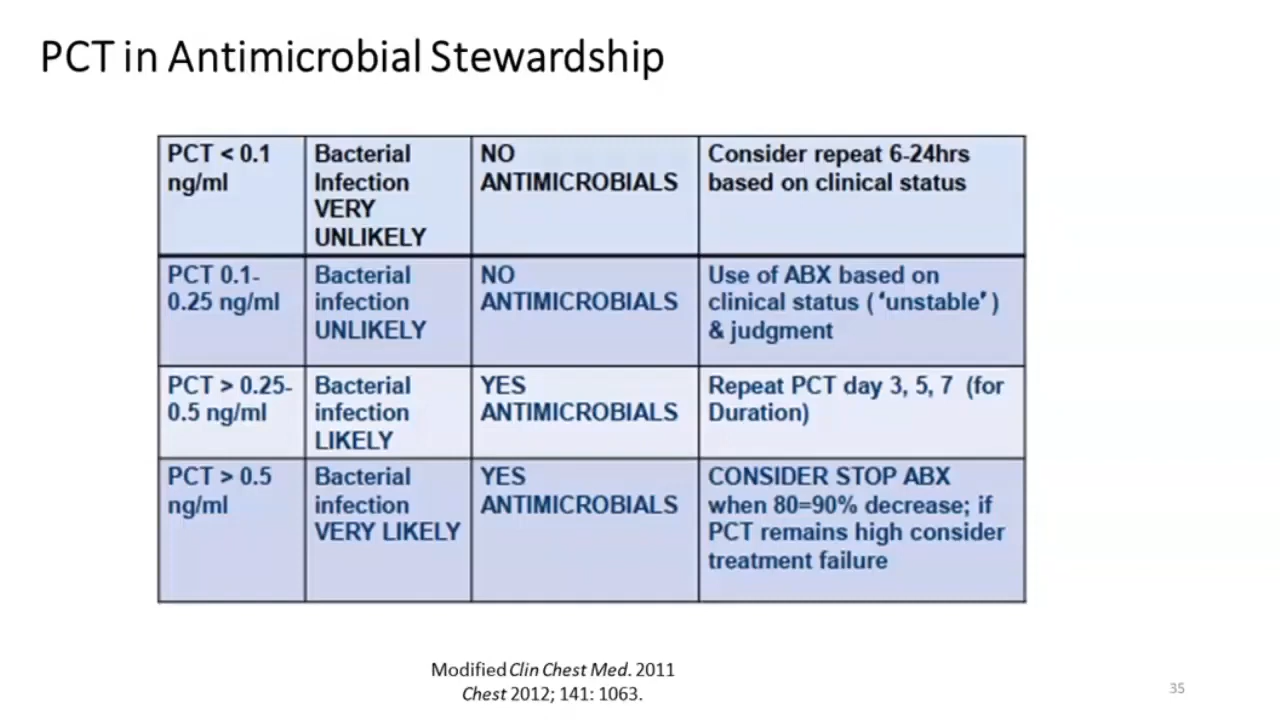 PCT in Antimicrobial Stewardship
PCT < 0.1
ng/ml
Bacterial
Infection
VERY
UNLIKELY
NO
ANTIMICROBIALS
Consider repeat 6-24hrs
based on clinical status
PCT 0.1-
0.25 ng/ml
Bacterial
infection
UNLIKELY
NO
ANTIMICROBIALS
Use of ABX based on
clinical status ( ‘unstable’ )
& judgment
PCT > 0.25-
0.5 ng/ml
Bacterial
infection
LIKELY
YES
ANTIMICROBIALS
Repeat PCT day 3, 5, 7 (for
Duration)
PCT > 0.5
ng/ml
Bacterial
infection
VERY LIKELY
YES
ANTIMICROBIALS
CONSIDER STOP ABX
when 80=90% decrease; if
PCT remains high consider
treatment failure
Modified Clin Chest Med. 2011
Chest 2012; 141: 1063.
35